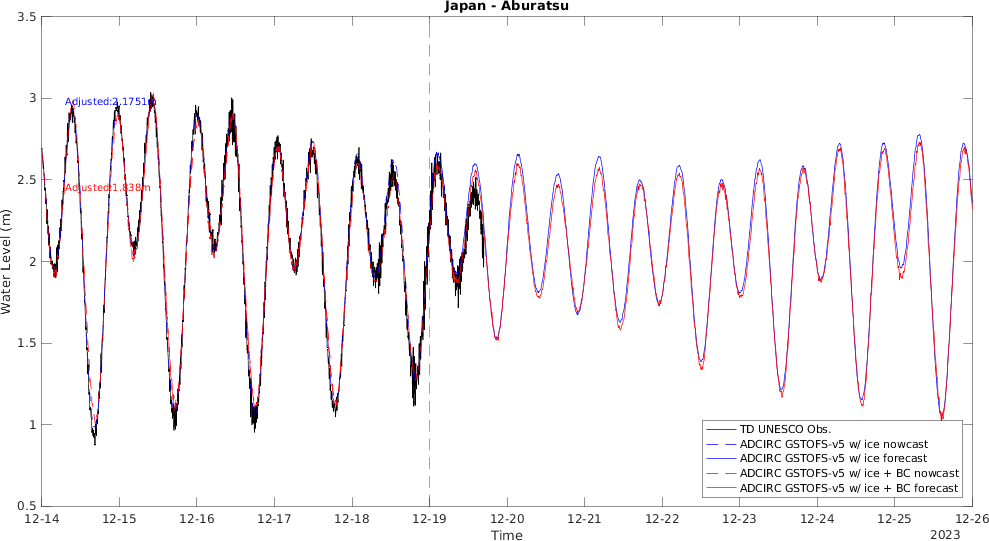 Japan - Aburatsu
3.5
3
2.5
2
1.5
1
0.5
Water Level (m)
Adjusted:2.1751m
Adjusted:1.838m
TD UNESCO Obs.
ADCIRC GSTOFS-v5 w/ ice nowcast
ADCIRC GSTOFS-v5 w/ ice forecast
ADCIRC GSTOFS-v5 w/ ice + BC nowcast
ADCIRC GSTOFS-v5 w/ ice + BC forecast
12-14 12-15 12-16 12-17 12-18 12-19 12-20 12-21 12-22 12-23 12-24 12-25 12-26
Time
2023